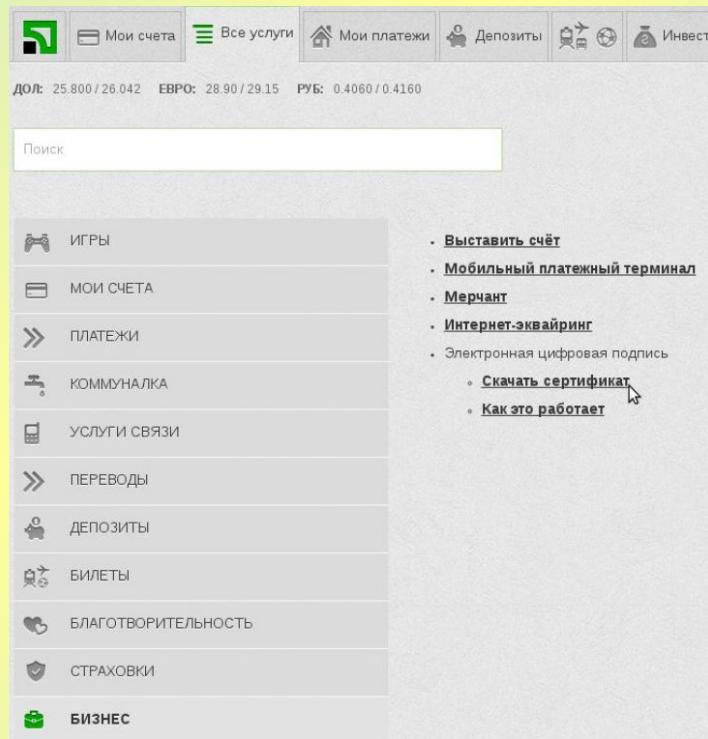 Мои счета Все услуги Мои платежи Депозиты Инвест
ДОЛ: 25.800 / 26.042 ЕВРО: 28.90 / 29.15 РУБ: 0.4060 / 0.4160
Поиск
ИГРЫ
МОИ СЧЕТА
ПЛАТЕЖИ
КОММУНАЛКА
УСЛУГИ СВЯЗИ
ПЕРЕВОДЫ
ДЕПОЗИТЫ
БИЛЕТЫ
БЛАГОТВОРИТЕЛЬНОСТЬ
СТРАХОВКИ
БИЗНЕС
Выставить счёт
Мобильный платежный терминал
Мерчант
Интернет-эквайринг
Электронная цифровая подпись
Скачать сертификат
Как это работает